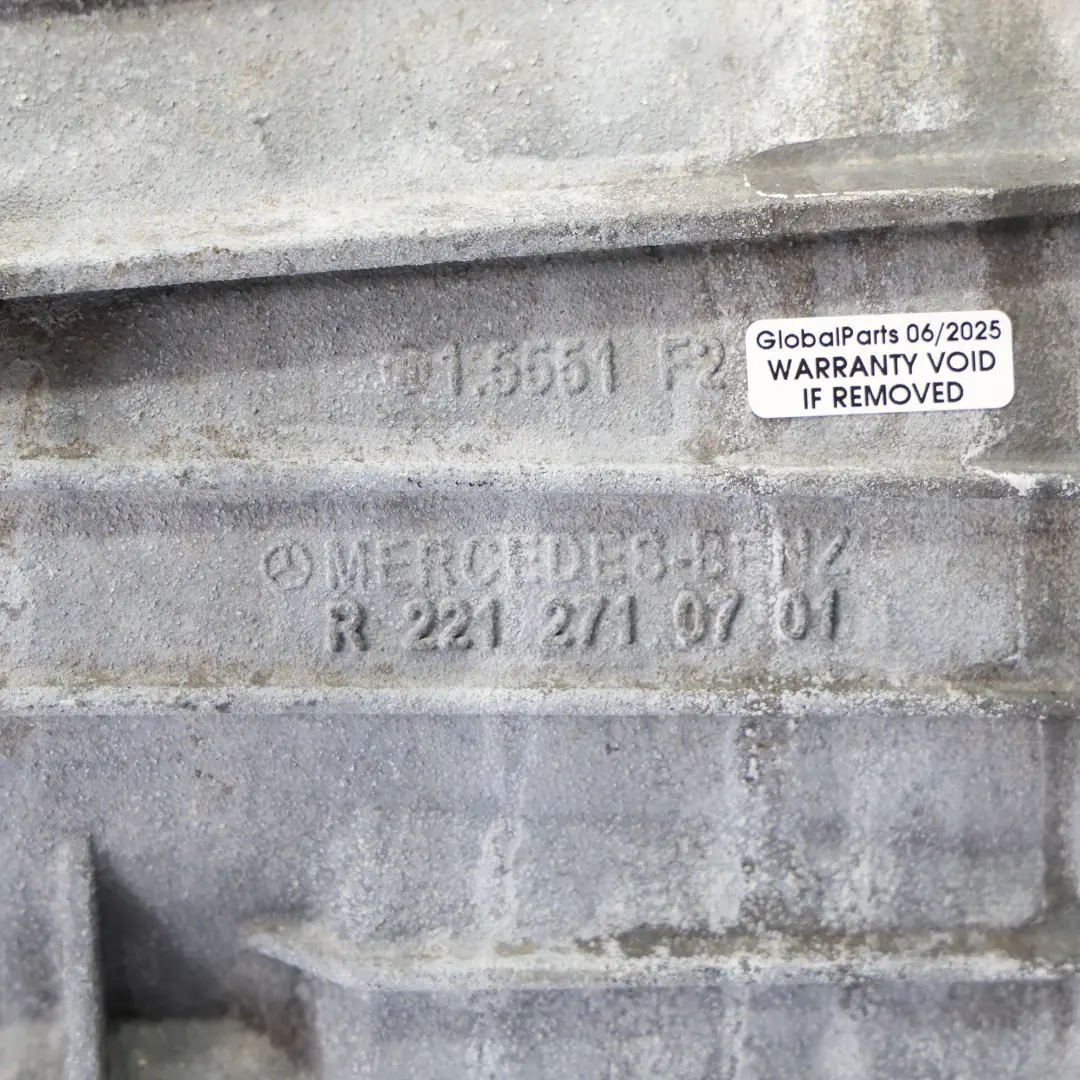 1.5551 F2
GlobalParts 06/2025
WARRANTY VOID
IF REMOVED
MERCEDES-BENZ
R 221 271 07 01